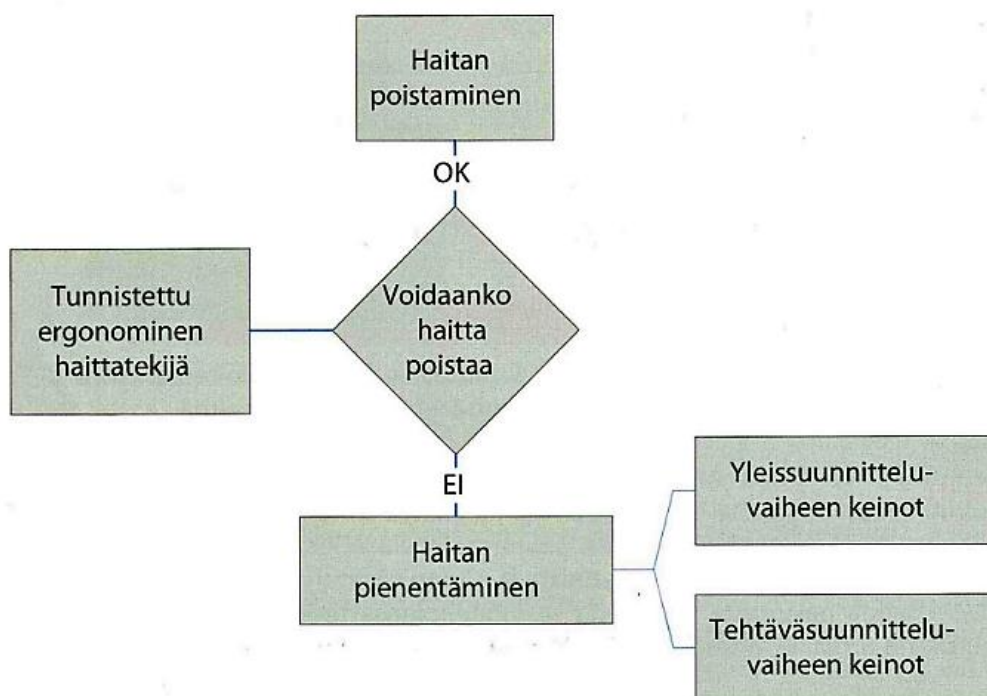 Haitan
poistaminen
OK
Tunnistettu
ergonominen
haittatekijä
Voidaanko
haitta
poistaa
EI
Haitan
pienentäminen
Yleissuunnittelu-
vaiheen keinot
Tehtäväsuunnittelu-
vaiheen keinot